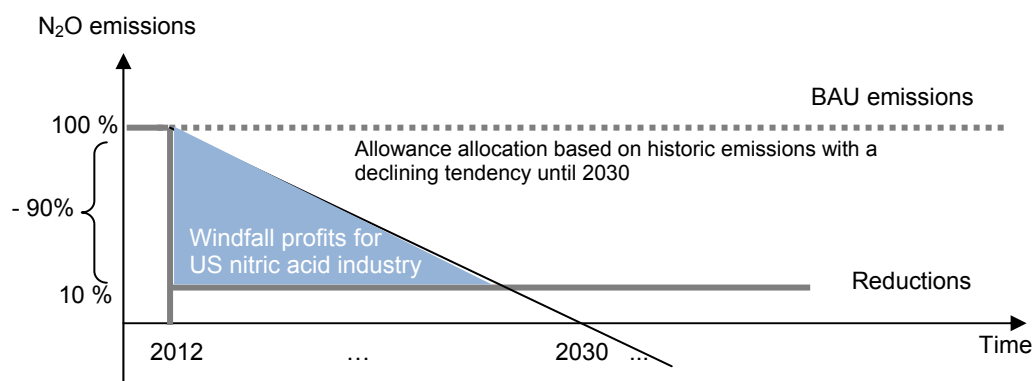 N₂O emissions
BAU emissions
100 %
Allowance allocation based on historic emissions with a
declining tendency until 2030
- 90%
Windfall profits for
US nitric acid industry
10 %
Reductions
Time
2012 … 2030 ...